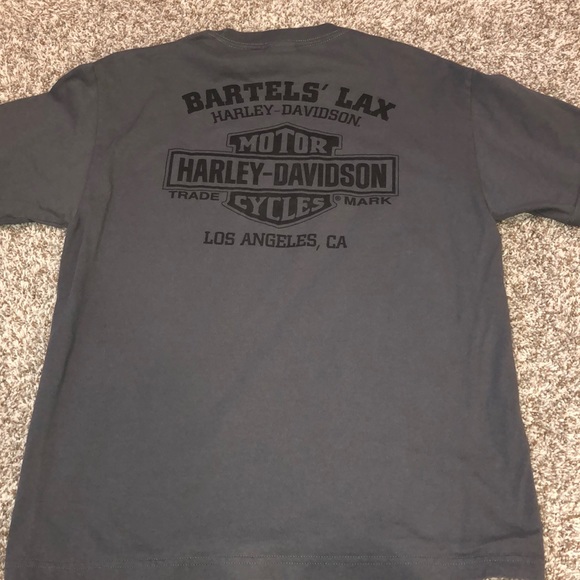 BARTELS' LAX
HARLEY-DAVIDSON®
MOTOR
HARLEY-DAVIDSON
TRADE ® MARK
CYCLES
LOS ANGELES, CA